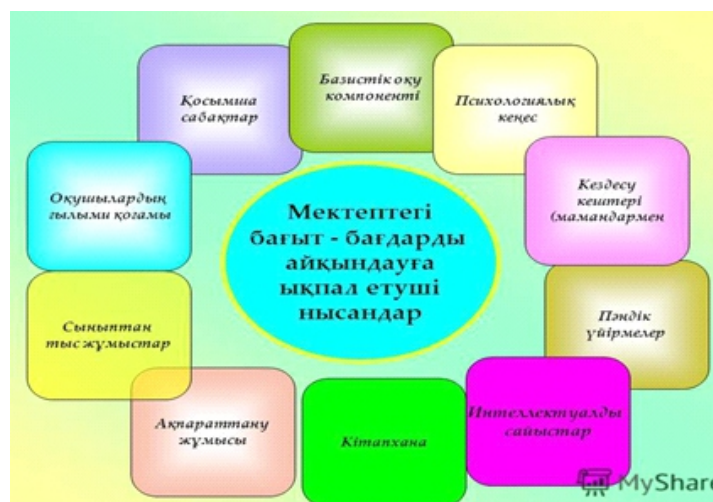 Базистік оқу
компоненті
Қосымша
сабақтар
Психологиялық
кеңес
Оқушылардың
ғылыми қоғамы
Мектептегі
бағыт - бағдарды
айқындауға
ықпал етуші
нысандар
Кездесу
кештері
(мамандармен
Сыныптан
тыс жұмыстар
Пәндік
үйірмелер
Ақпараттану
жұмысы
Кітапхана
Интеллектуалды
сайыстар
MyShare